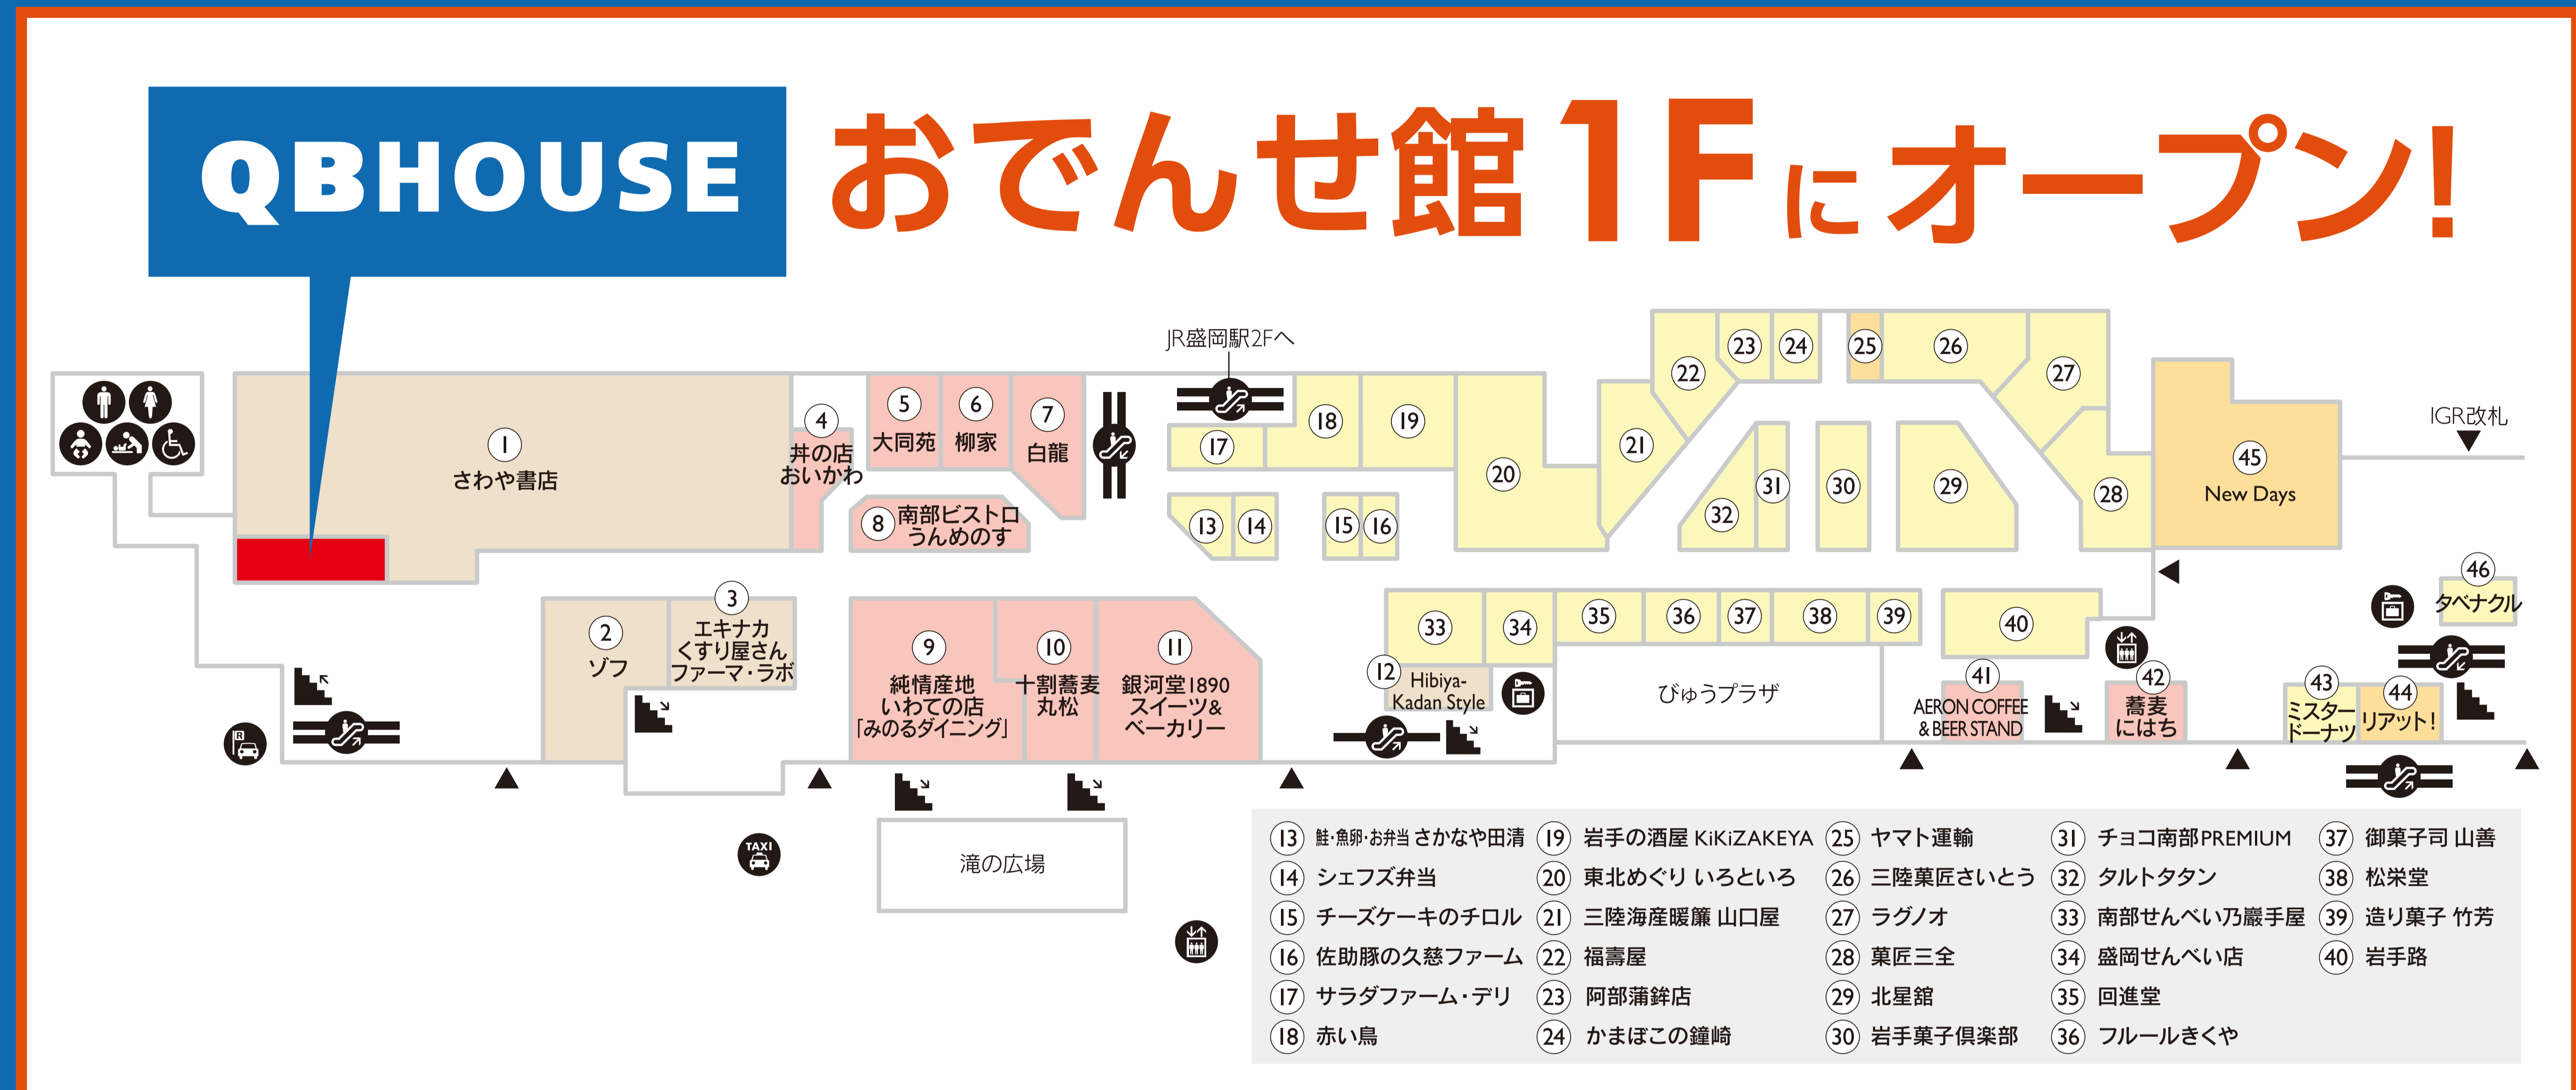 QBHOUSE
おでんせ館1Fにオープン!
JR盛岡駅2Fへ
IGR改札
1
さわや書店
4
丼の店
おいかわ
5
大同苑
6
柳家
7
白龍
8
南部ビストロ
うんめのす
17
18
19
13
14
15
16
20
21
22
23
24
25
26
27
28
29
30
31
32
45
New Days
46
タベナクル
2
ゾフ
3
エキナカ
くすり屋さん
ファーマ・ラボ
9
純情産地
いわての店
「みのるダイニング」
10
十割蕎麦
丸松
11
銀河堂1890
スイーツ&
ベーカリー
12
Hibiya-
Kadan Style
33
34
35
36
37
38
39
40
びゅうプラザ
41
AERON COFFEE
& BEER STAND
42
蕎麦
にはち
43
ミスター
ドーナツ
44
リアット!
R
TAXI
滝の広場
13 鮭・魚卵・お弁当 さかなや田清
14 シェフズ弁当
15 チーズケーキのチロル
16 佐助豚の久慈ファーム
17 サラダファーム・デリ
18 赤い鳥
19 岩手の酒屋 KiKiZAKEYA
20 東北めぐり いろといろ
21 三陸海産暖簾 山口屋
22 福壽屋
23 阿部蒲鉾店
24 かまぼこの鐘崎
25 ヤマト運輸
26 三陸菓匠さいとう
27 ラグノオ
28 菓匠三全
29 北星舘
30 岩手菓子倶楽部
31 チョコ南部PREMIUM
32 タルトタタン
33 南部せんべい乃巖手屋
34 盛岡せんべい店
35 回進堂
36 フルールきくや
37 御菓子司 山善
38 松栄堂
39 造り菓子 竹芳
40 岩手路